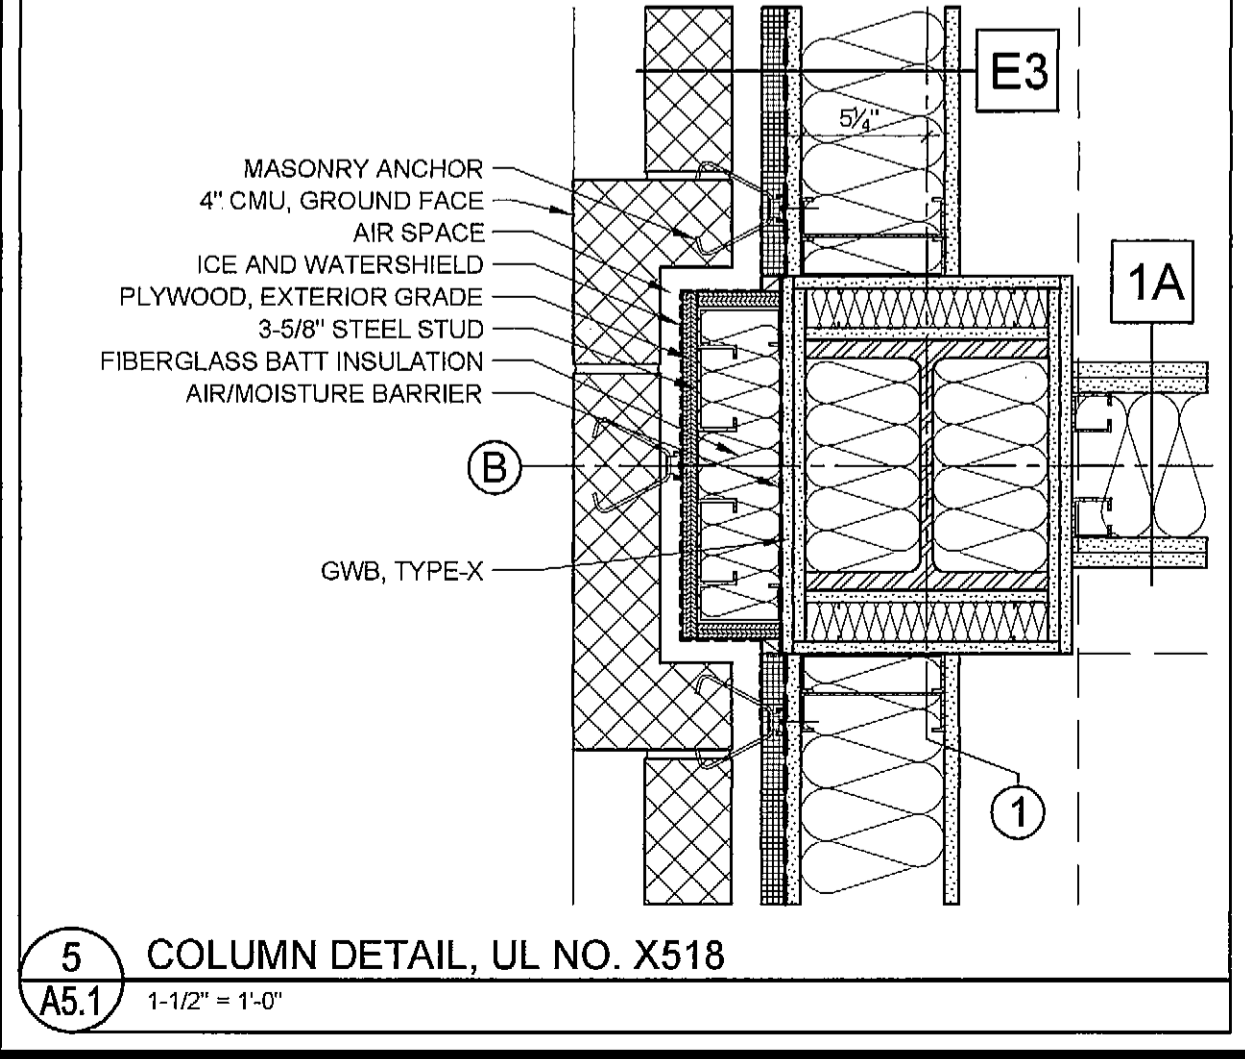 E3
5¼"
MASONRY ANCHOR
4" CMU, GROUND FACE
AIR SPACE
ICE AND WATERSHIELD
PLYWOOD, EXTERIOR GRADE
3-5/8" STEEL STUD
FIBERGLASS BATT INSULATION
AIR/MOISTURE BARRIER
1A
B
GWB, TYPE-X
1
5
A5.1
COLUMN DETAIL, UL NO. X518
1-1/2" = 1'-0"